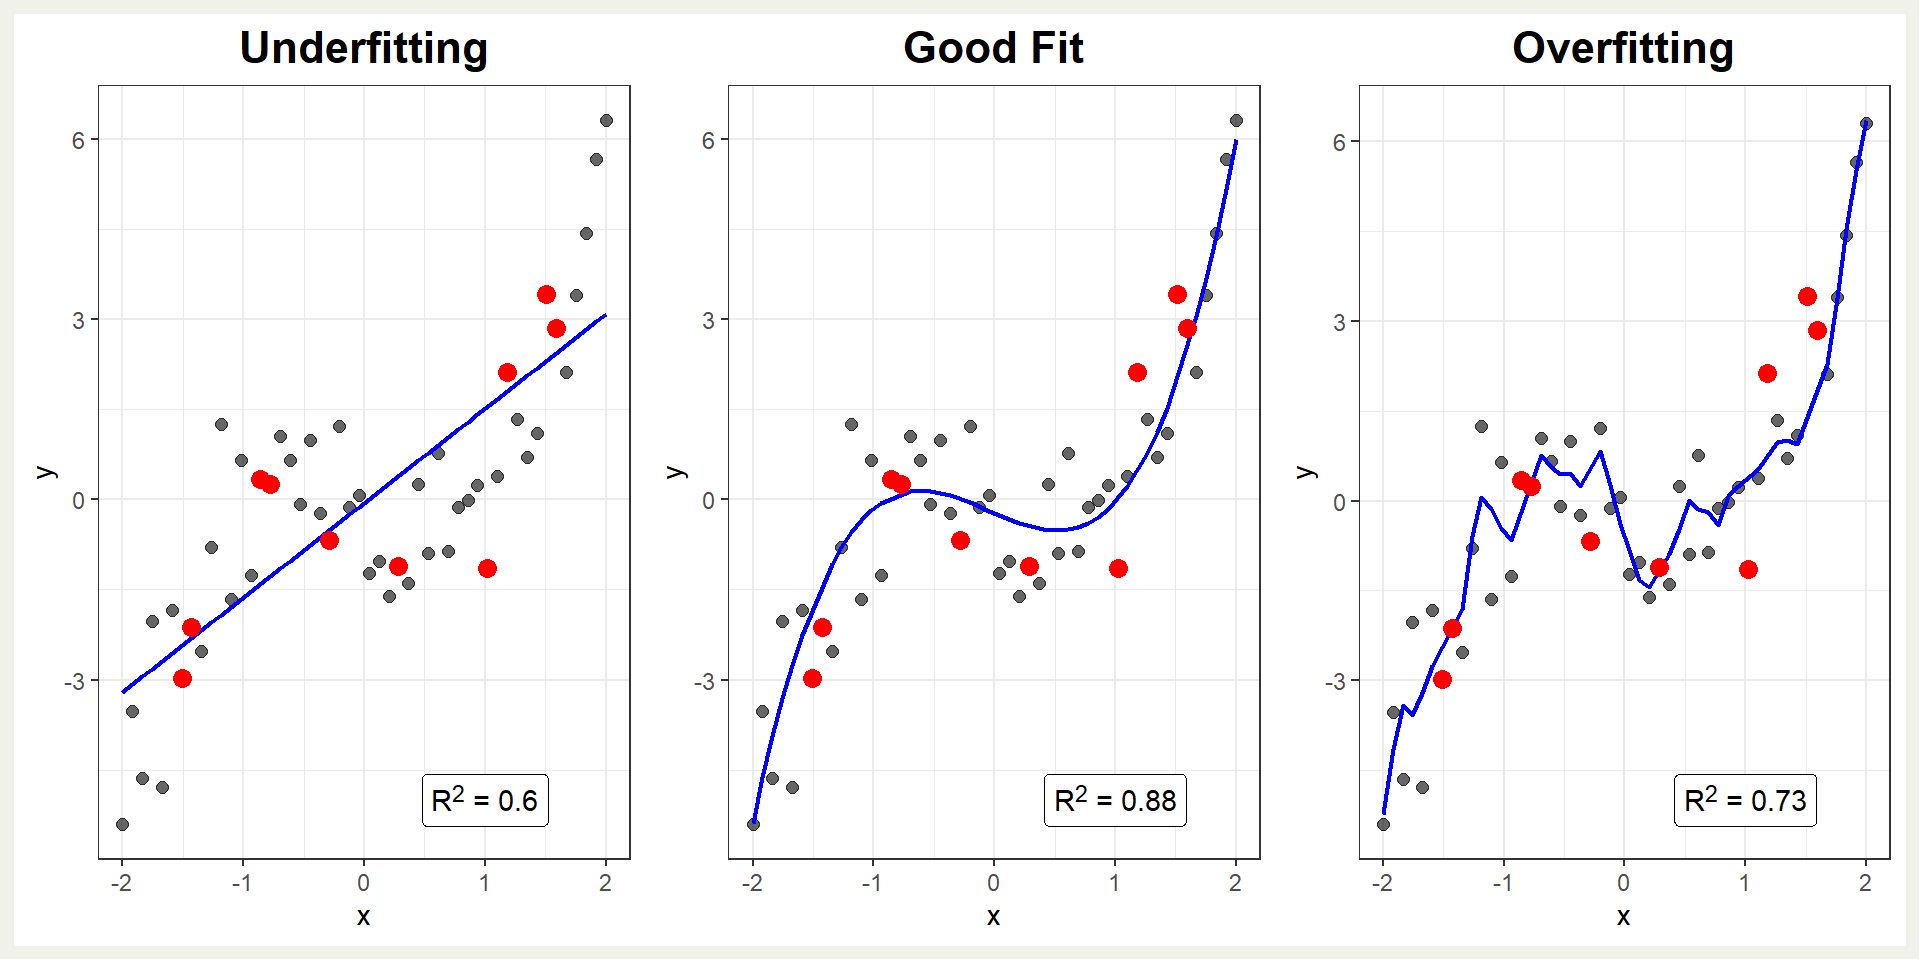 Underfitting
6
3
0
-3
y
-2 -1 0 1 2
x
R² = 0.6
Good Fit
6
3
0
-3
y
-2 -1 0 1 2
x
R² = 0.88
Overfitting
6
3
0
-3
y
-2 -1 0 1 2
x
R² = 0.73